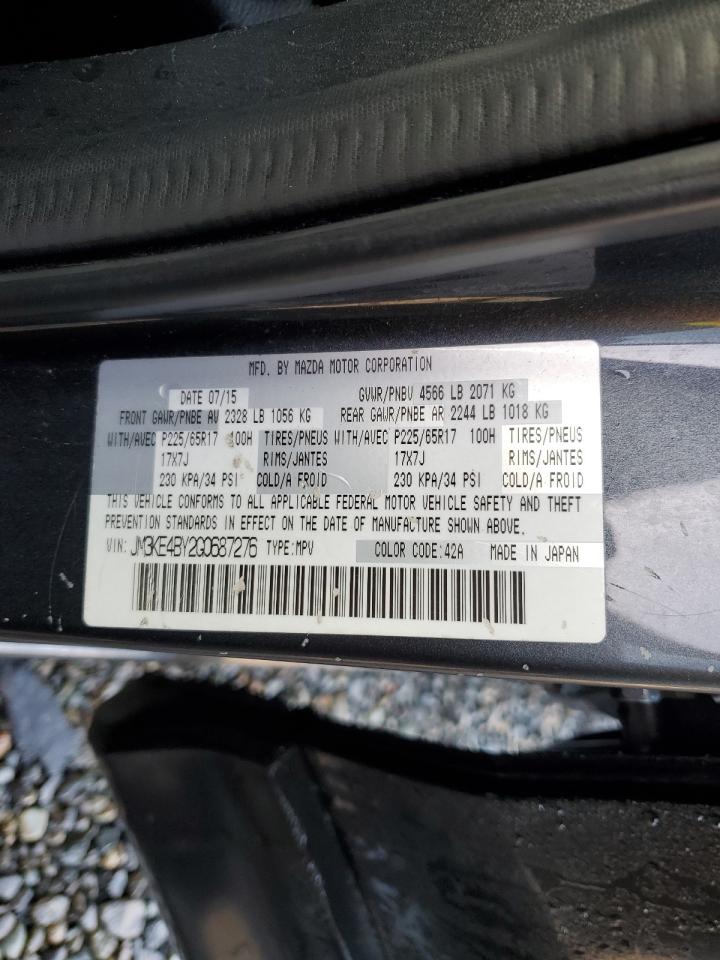 MFD. BY MAZDA MOTOR CORPORATION
DATE 07/15 GVWR/PNBV 4566 LB 2071 KG
FRONT GAWR/PNBE AV 2328 LB 1056 KG REAR GAWR/PNBE AR 2244 LB 1018 KG
WITH/AVEC P225/65R17 100H TIRES/PNEUS WITH/AVEC P225/65R17 100H TIRES/PNEUS
17X7J RIMS/JANTES 17X7J RIMS/JANTES
230 KPA/34 PSI COLD/A FROID 230 KPA/34 PSI COLD/A FROID
THIS VEHICLE CONFORMS TO ALL APPLICABLE FEDERAL MOTOR VEHICLE SAFETY AND THEFT
PREVENTION STANDARDS IN EFFECT ON THE DATE OF MANUFACTURE SHOWN ABOVE.
VIN: JM3KE4BY2G0687276 TYPE:MPV COLOR CODE:42A MADE IN JAPAN